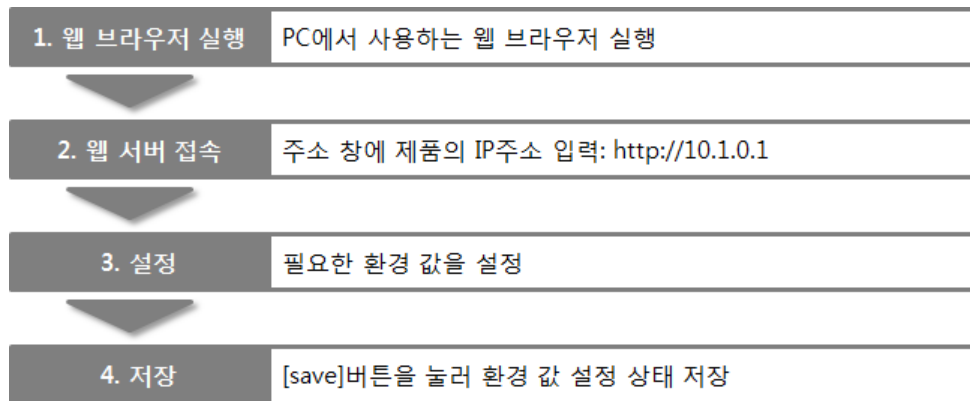 1. 웹 브라우저 실행 PC에서 사용하는 웹 브라우저 실행
2. 웹 서버 접속 주소 창에 제품의 IP주소 입력: http://10.1.0.1
3. 설정 필요한 환경 값을 설정
4. 저장 [save]버튼을 눌러 환경 값 설정 상태 저장